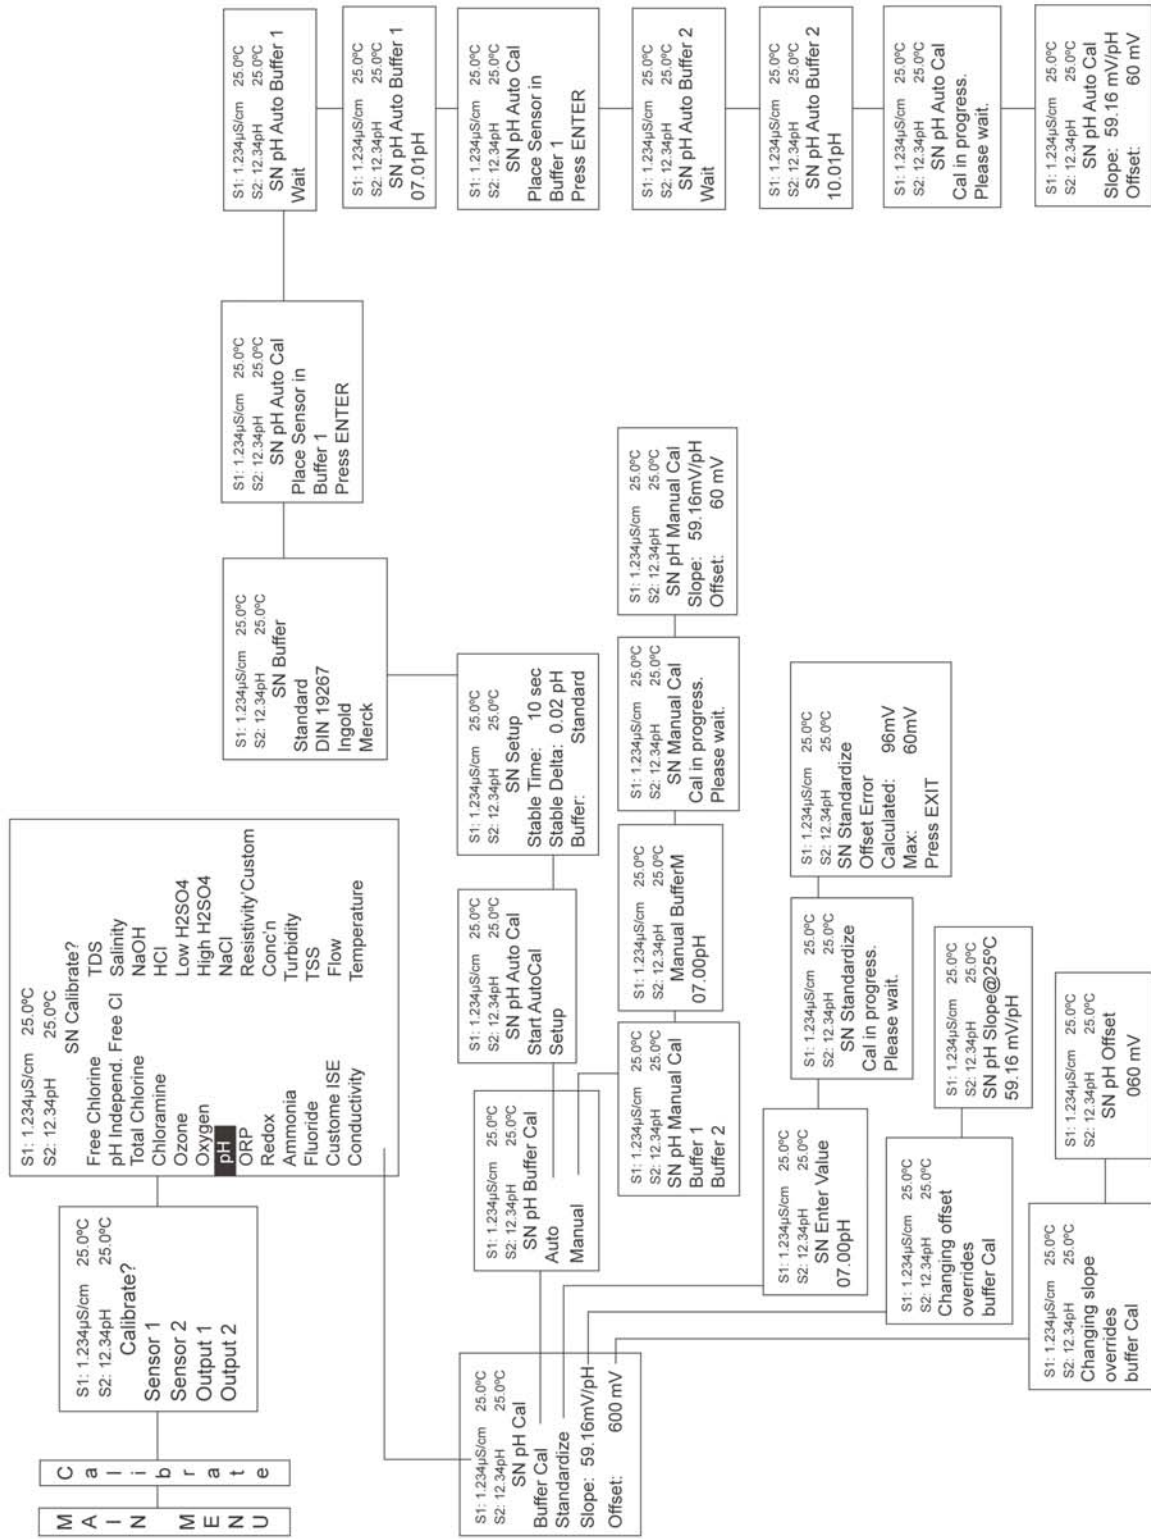 MAIN MENU
Calibrate
S1: 1.234µS/cm 25.0ºC
S2: 12.34pH 25.0ºC
Calibrate?
Sensor 1
Sensor 2
Output 1
Output 2
S1: 1.234µS/cm 25.0ºC
S2: 12.34pH 25.0ºC
SN Calibrate?
Free Chlorine TDS
pH Independ. Free Cl Salinity
Total Chlorine NaOH
Chloramine HCl
Ozone Low H2SO4
Oxygen High H2SO4
pH NaCl
ORP Resistivity'Custom
Redox Conc'n
Ammonia Turbidity
Fluoride TSS
Custome ISE Flow
Conductivity Temperature
S1: 1.234µS/cm 25.0ºC
S2: 12.34pH 25.0ºC
SN pH Cal
Buffer Cal
Standardize
Slope: 59.16mV/pH
Offset: 600 mV
S1: 1.234µS/cm 25.0ºC
S2: 12.34pH 25.0ºC
SN pH Buffer Cal
Auto
Manual
S1: 1.234µS/cm 25.0ºC
S2: 12.34pH 25.0ºC
SN pH Auto Cal
Start AutoCal
Setup
S1: 1.234µS/cm 25.0ºC
S2: 12.34pH 25.0ºC
SN Setup
Stable Time: 10 sec
Stable Delta: 0.02 pH
Buffer: Standard
S1: 1.234µS/cm 25.0ºC
S2: 12.34pH 25.0ºC
SN Buffer
Standard
DIN 19267
Ingold
Merck
S1: 1.234µS/cm 25.0ºC
S2: 12.34pH 25.0ºC
SN pH Auto Cal
Place Sensor in
Buffer 1
Press ENTER
S1: 1.234µS/cm 25.0ºC
S2: 12.34pH 25.0ºC
SN pH Auto Buffer 1
Wait
S1: 1.234µS/cm 25.0ºC
S2: 12.34pH 25.0ºC
SN pH Auto Buffer 1
07.01pH
S1: 1.234µS/cm 25.0ºC
S2: 12.34pH 25.0ºC
SN pH Auto Cal
Place Sensor in
Buffer 1
Press ENTER
S1: 1.234µS/cm 25.0ºC
S2: 12.34pH 25.0ºC
SN pH Auto Buffer 2
Wait
S1: 1.234µS/cm 25.0ºC
S2: 12.34pH 25.0ºC
SN pH Auto Buffer 2
10.01pH
S1: 1.234µS/cm 25.0ºC
S2: 12.34pH 25.0ºC
SN pH Auto Cal
Cal in progress.
Please wait.
S1: 1.234µS/cm 25.0ºC
S2: 12.34pH 25.0ºC
SN pH Auto Cal
Slope: 59.16 mV/pH
Offset: 60 mV
S1: 1.234µS/cm 25.0ºC
S2: 12.34pH 25.0ºC
SN pH Manual Cal
Buffer 1
Buffer 2
S1: 1.234µS/cm 25.0ºC
S2: 12.34pH 25.0ºC
Manual BufferM
07.00pH
S1: 1.234µS/cm 25.0ºC
S2: 12.34pH 25.0ºC
SN Manual Cal
Cal in progress.
Please wait.
S1: 1.234µS/cm 25.0ºC
S2: 12.34pH 25.0ºC
SN pH Manual Cal
Slope: 59.16mV/pH
Offset: 60 mV
S1: 1.234µS/cm 25.0ºC
S2: 12.34pH 25.0ºC
SN Enter Value
07.00pH
S1: 1.234µS/cm 25.0ºC
S2: 12.34pH 25.0ºC
SN Standardize
Cal in progress.
Please wait.
S1: 1.234µS/cm 25.0ºC
S2: 12.34pH 25.0ºC
SN Standardize
Offset Error
Calculated: 96mV
Max: 60mV
Press EXIT
S1: 1.234µS/cm 25.0ºC
S2: 12.34pH 25.0ºC
Changing offset
overrides
buffer Cal
S1: 1.234µS/cm 25.0ºC
S2: 12.34pH 25.0ºC
SN pH Slope@25ºC
59.16 mV/pH
S1: 1.234µS/cm 25.0ºC
S2: 12.34pH 25.0ºC
Changing slope
overrides
buffer Cal
S1: 1.234µS/cm 25.0ºC
S2: 12.34pH 25.0ºC
SN pH Offset
060 mV